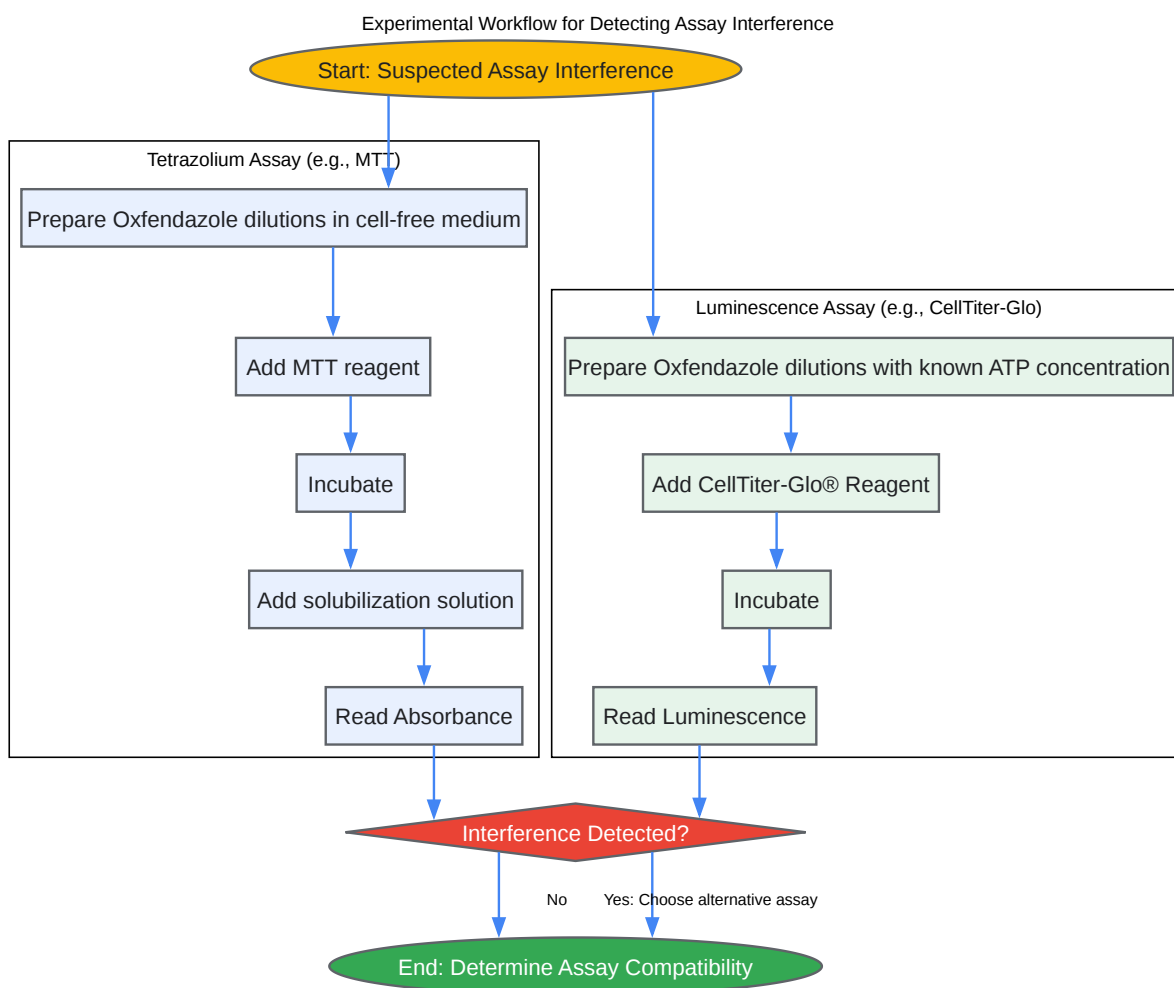 Experimental Workflow for Detecting Assay Interference
Start: Suspected Assay Interference
Tetrazolium Assay (e.g., MTT)
Prepare Oxfendazole dilutions in cell-free medium
Add MTT reagent
Incubate
Add solubilization solution
Read Absorbance
Luminescence Assay (e.g., CellTiter-Glo)
Prepare Oxfendazole dilutions with known ATP concentration
Add CellTiter-Glo® Reagent
Incubate
Read Luminescence
Interference Detected?
No
Yes: Choose alternative assay
End: Determine Assay Compatibility